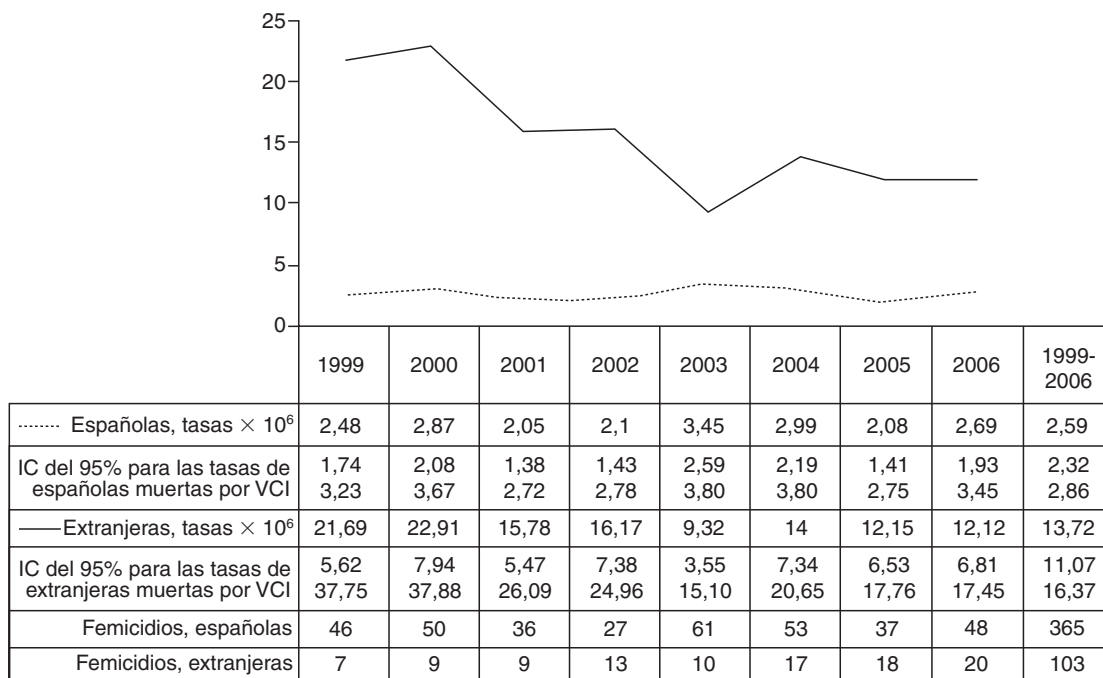 25
20
15
10
5
0
1999 2000 2001 2002 2003 2004 2005 2006 1999-
2006
Españolas, tasas × 10⁶ 2,48 2,87 2,05 2,1 3,45 2,99 2,08 2,69 2,59
IC del 95% para las tasas de 1,74 2,08 1,38 1,43 2,59 2,19 1,41 1,93 2,32
españolas muertas por VCI 3,23 3,67 2,72 2,78 3,80 3,80 2,75 3,45 2,86
Extranjeras, tasas × 10⁶ 21,69 22,91 15,78 16,17 9,32 14 12,15 12,12 13,72
IC del 95% para las tasas de 5,62 7,94 5,47 7,38 3,55 7,34 6,53 6,81 11,07
extranjeras muertas por VCI 37,75 37,88 26,09 24,96 15,10 20,65 17,76 17,45 16,37
Femicidios, españolas 46 50 36 27 61 53 37 48 365
Femicidios, extranjeras 7 9 9 13 10 17 18 20 103